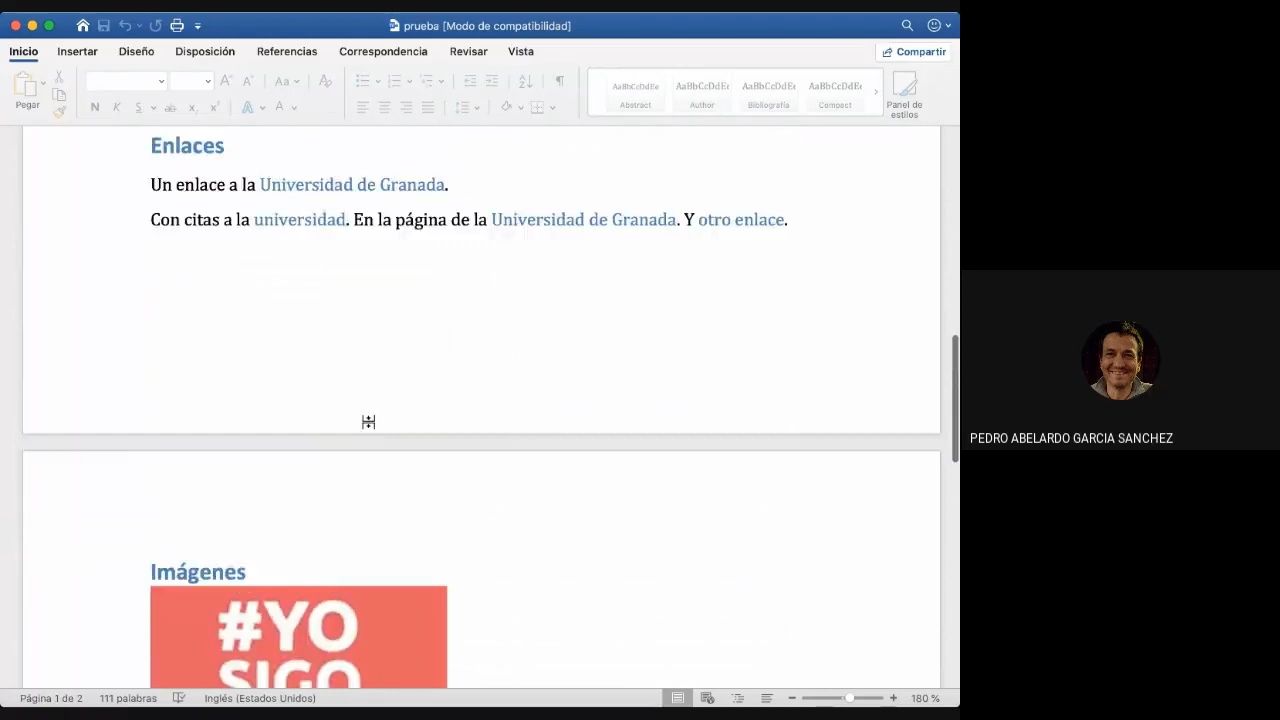 prueba [Modo de compatibilidad]
Inicio Insertar Diseño Disposición Referencias Correspondencia Revisar Vista Compartir
Pegar
N K S ab x x A A
Aa
AaBbCcDdEe AaBbCcDdEe AaBbCcDdEe AaBbCcDdEe
Abstract Author Bibliografía Compact
Panel de
estilos
Enlaces
Un enlace a la Universidad de Granada.
Con citas a la universidad. En la página de la Universidad de Granada. Y otro enlace.
Imágenes
#YO
SIGO
PEDRO ABELARDO GARCIA SANCHEZ
Página 1 de 2 111 palabras Inglés (Estados Unidos) 180 %